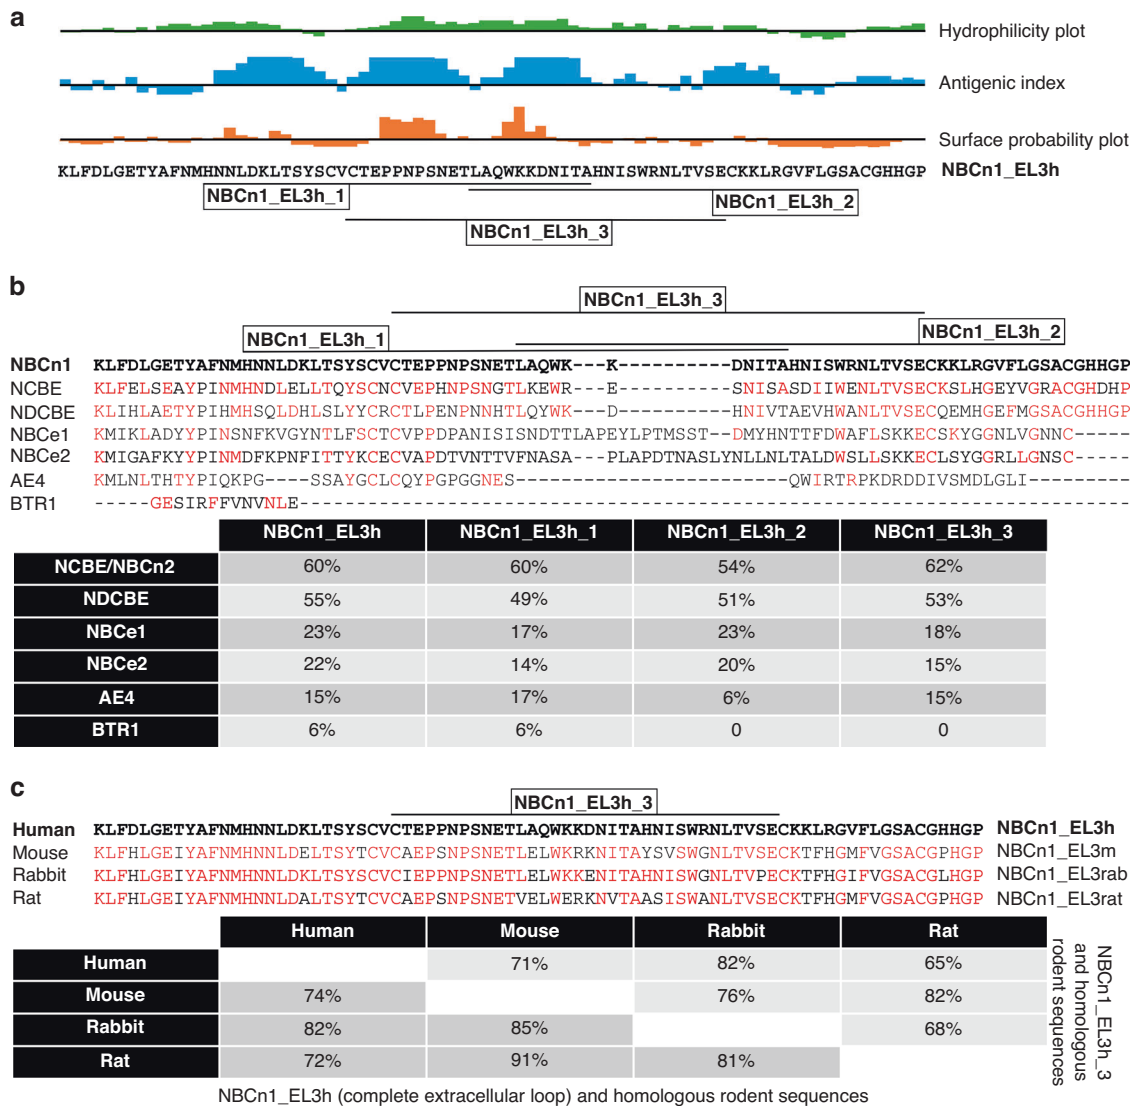 a
Hydrophilicity plot
Antigenic index
Surface probability plot
KLFDLGETYAFNMHNNLDKLTSYSCVCTEPPNPSNETLAQWKKDNITAHNISWRNLTVSECKKLRGVFLGSACGHHGP NBCn1_EL3h
NBCn1_EL3h_1
NBCn1_EL3h_2
NBCn1_EL3h_3
b
NBCn1_EL3h_3
NBCn1_EL3h_1
NBCn1_EL3h_2
NBCn1 KLFDLGETYAFNMHNNLDKLTSYSCVCTEPPNPSNETLAQWK---K---------DNITAHNISWRNLTVSECKKLRGVFLGSACGHHGP
NCBE KLFELSEAYPINMHNDLELLTQYSCNCVEPHNPSNGTLKEWR---E---------SNISASDIIWENLTVSECKSLHGEYVGRACGHDHP
NDCBE KLIHLAETYPIHMHSQLDHLSLYYCRCTLPENPNNHTLQYWK---D---------HNIVTAEVHWANLTVSECQEMHGEFMGSACGHHGP
NBCe1 KMIKLADYYPINSNFKVGYNTLFSCTCVPPDPANISISNDTTLAPEYLPTMSST--DMYHNTTFDWAFLSKKECSKYGGNLVGNNC-----
NBCe2 KMIGAFKYYPINMDFKPNFITTYKCECVAPDTVNTTVFNASA--PLAPDTNASLYNLLNLTALDWSLLSKKECLSYGGRLLGNSC-----
AE4 KMLNLTHTYPIQKPG----SSAYGCLCQYPGPGGNES------------------------QWIRTRPKDRDDIVSMDLGLI---------
BTR1 -----GESIRFFVNVNLE------------------------------------------------------------------------
NBCn1_EL3h NBCn1_EL3h_1 NBCn1_EL3h_2 NBCn1_EL3h_3
NCBE/NBCn2 60% 60% 54% 62%
NDCBE 55% 49% 51% 53%
NBCe1 23% 17% 23% 18%
NBCe2 22% 14% 20% 15%
AE4 15% 17% 6% 15%
BTR1 6% 6% 0 0
c
NBCn1_EL3h_3
Human KLFDLGETYAFNMHNNLDKLTSYSCVCTEPPNPSNETLAQWKKDNITAHNISWRNLTVSECKKLRGVFLGSACGHHGP NBCn1_EL3h
Mouse KLFHLGEIYAFNMHNNLDELTSYTCVCAEPSNPSNETLELWKRKNITAYSVSWGNLTVSECKTFHGMFVGSACGPHGP NBCn1_EL3m
Rabbit KLFHLGEIYAFNMHNNLDKLTSYSCVCIEPSNPSNETLELWKKENITAHNISWGNLTVPECKTFHGIFVGSACGLHGP NBCn1_EL3rab
Rat KLFHLGEIYAFNMHNNLDALTSYTCVCAEPSNPSNETVELWERKNVTAASISWANLTVSECKTFHGMFVGSACGPHGP NBCn1_EL3rat
Human Mouse Rabbit Rat
Human 71% 82% 65%
Mouse 74% 76% 82%
Rabbit 82% 85% 68%
Rat 72% 91% 81%
NBCn1_EL3h_3
and homologous
rodent sequences
NBCn1_EL3h (complete extracellular loop) and homologous rodent sequences